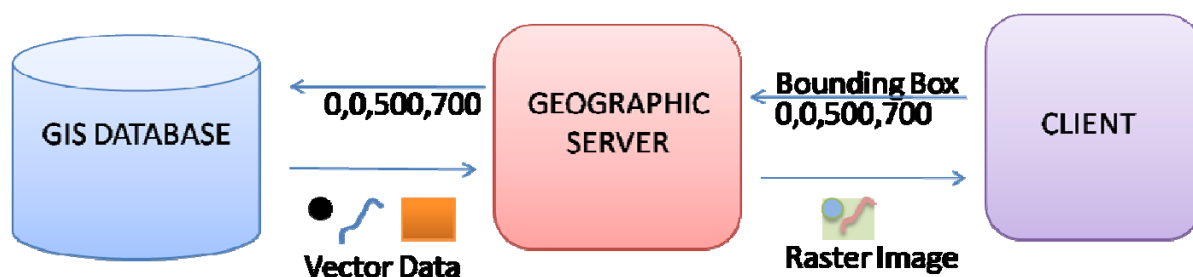 GIS DATABASE
0,0,500,700
Vector Data
GEOGRAPHIC
SERVER
Bounding Box
0,0,500,700
Raster Image
CLIENT